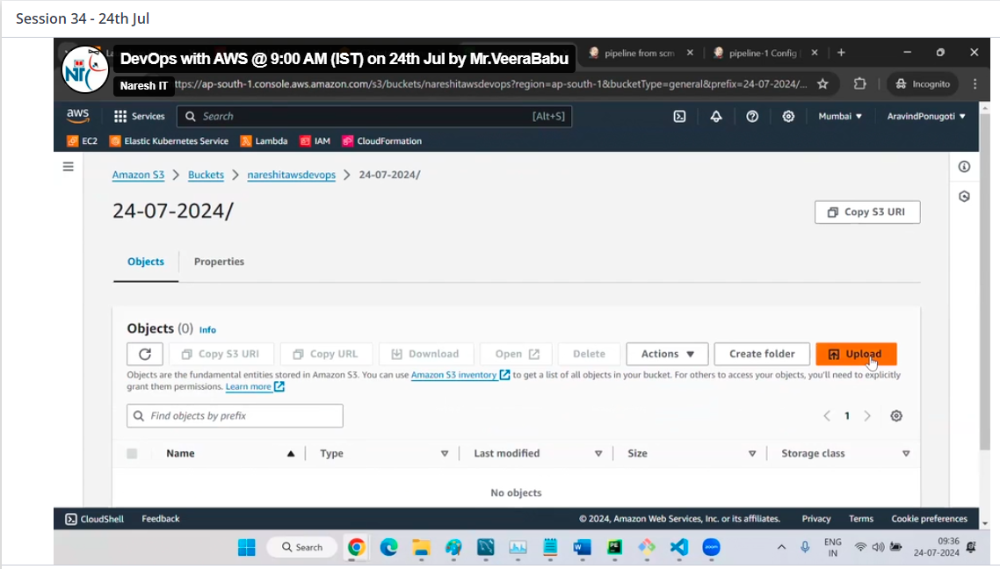 Session 34 - 24th Jul
DevOps with AWS @ 9:00 AM (IST) on 24th Jul by Mr.VeeraBabu
pipeline from scm
pipeline-1 Config
NiT
Naresh IT
ttps://ap-south-1.console.aws.amazon.com/s3/buckets/nareshitawsdevops?region=ap-south-1&bucketType=general&prefix=24-07-2024/...
Incognito
aws
Services
Search
[Alt+S]
Mumbai
AravindPonugoti
EC2
Elastic Kubernetes Service
Lambda
IAM
CloudFormation
Amazon S3 > Buckets > nareshitawsdevops > 24-07-2024/
24-07-2024/
Copy S3 URI
Objects
Properties
Objects (0) Info
Copy S3 URI
Copy URL
Download
Open
Delete
Actions
Create folder
Upload
Objects are the fundamental entities stored in Amazon S3. You can use Amazon S3 inventory to get a list of all objects in your bucket. For others to access your objects, you'll need to explicitly
grant them permissions. Learn more
Find objects by prefix
1
Name
Type
Last modified
Size
Storage class
No objects
CloudShell
Feedback
© 2024, Amazon Web Services, Inc. or its affiliates.
Privacy
Terms
Cookie preferences
Search
ENG
IN
09:36
24-07-2024